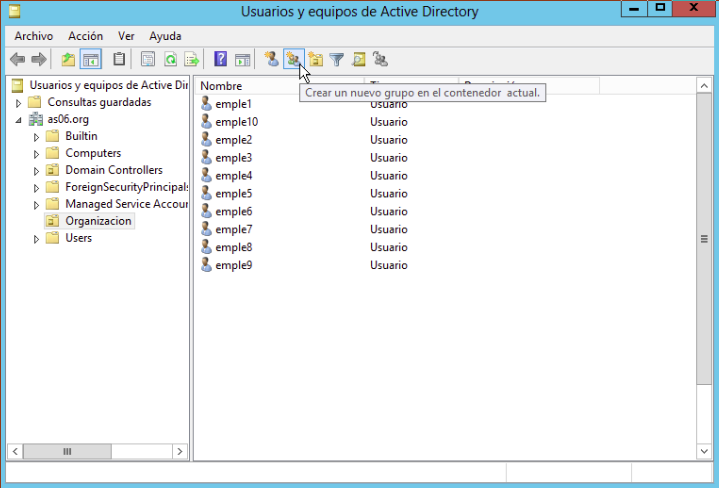 Usuarios y equipos de Active Directory
Archivo Acción Ver Ayuda
Usuarios y equipos de Active Dir
Consultas guardadas
as06.org
Builtin
Computers
Domain Controllers
ForeignSecurityPrincipals
Managed Service Accour
Organizacion
Users
Nombre
Crear un nuevo grupo en el contenedor actual.
emple1 Usuario
emple10 Usuario
emple2 Usuario
emple3 Usuario
emple4 Usuario
emple5 Usuario
emple6 Usuario
emple7 Usuario
emple8 Usuario
emple9 Usuario